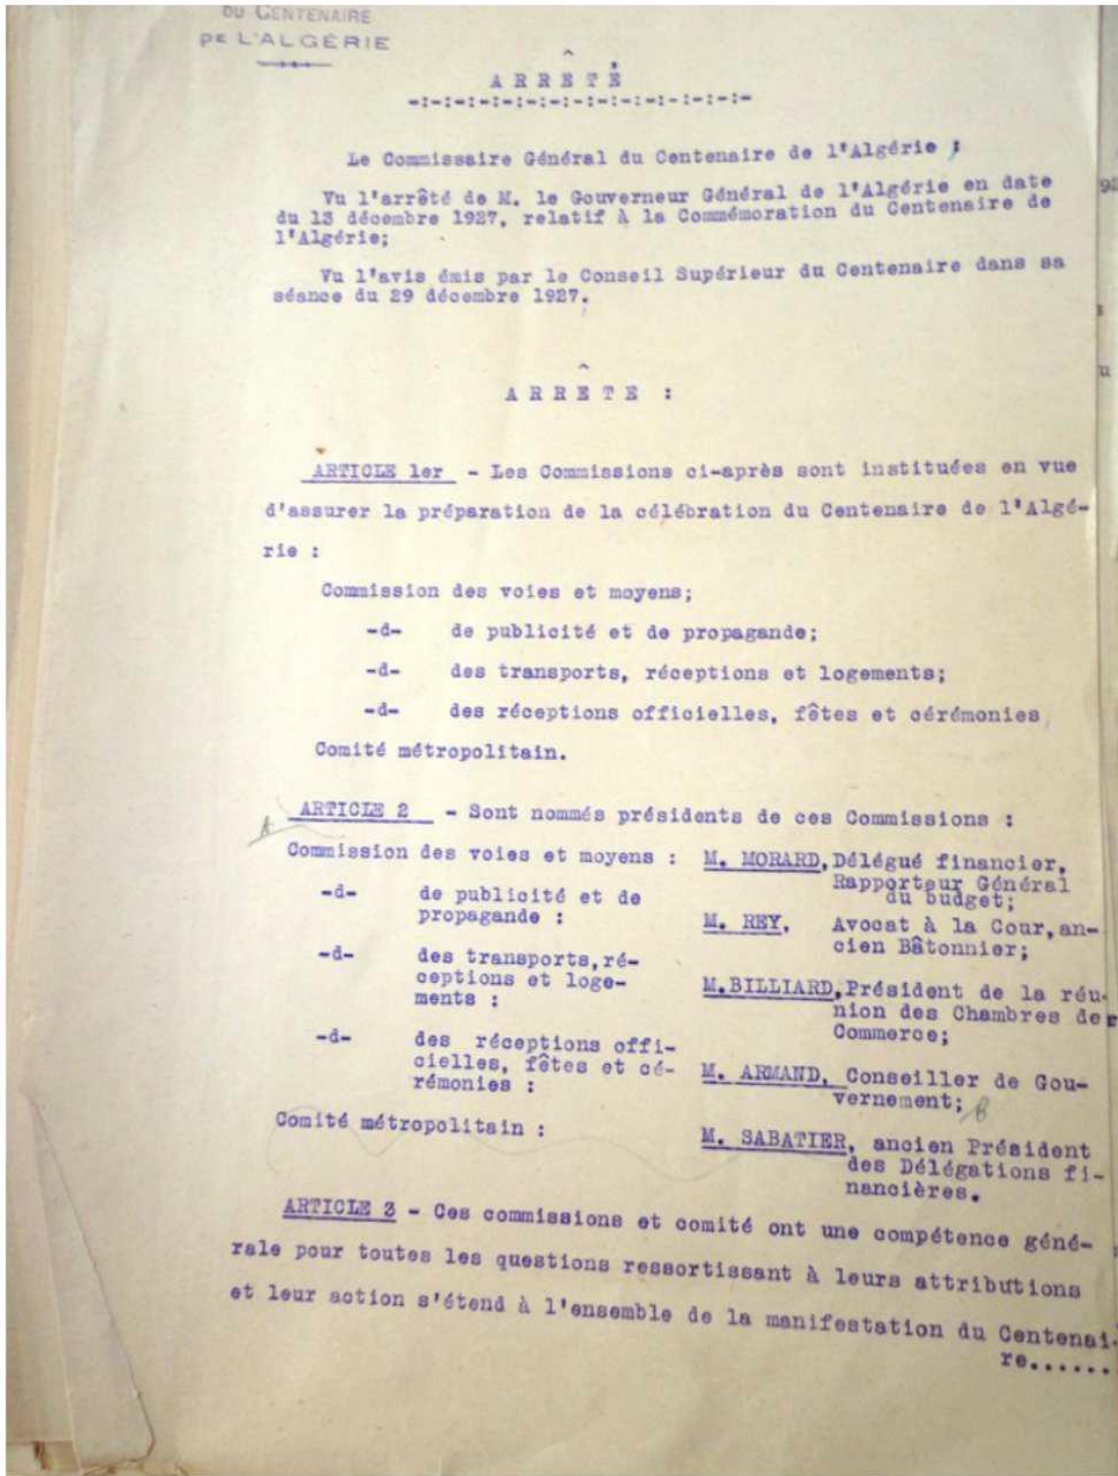 DU CENTENAIRE
DE L'ALGÉRIE
ARRÊTÉ
-:-:-:-:-:-:-:-:-:-:-:-:-:-:-:-
Le Commissaire Général du Centenaire de l'Algérie ;
Vu l'arrêté de M. le Gouverneur Général de l'Algérie en date
du 13 décembre 1927, relatif à la Commémoration du Centenaire de
l'Algérie;
Vu l'avis émis par le Conseil Supérieur du Centenaire dans sa
séance du 29 décembre 1927.
ARRÊTE :
ARTICLE 1er - Les Commissions ci-après sont instituées en vue
d'assurer la préparation de la célébration du Centenaire de l'Algé-
rie :
Commission des voies et moyens;
-d- de publicité et de propagande;
-d- des transports, réceptions et logements;
-d- des réceptions officielles, fêtes et cérémonies
Comité métropolitain.
ARTICLE 2 - Sont nommés présidents de ces Commissions :
Commission des voies et moyens : M. MORARD, Délégué financier,
Rapporteur Général
du budget;
-d- de publicité et de
propagande : M. REY, Avocat à la Cour, an-
cien Bâtonnier;
-d- des transports, ré-
ceptions et loge-
ments : M. BILLIARD, Président de la réu-
nion des Chambres de
Commerce;
-d- des réceptions offi-
cielles, fêtes et cé-
rémonies : M. ARMAND, Conseiller de Gou-
vernement;
Comité métropolitain : M. SABATIER, ancien Président
des Délégations fi-
nancières.
ARTICLE 3 - Ces commissions et comité ont une compétence géné-
rale pour toutes les questions ressortissant à leurs attributions
et leur action s'étend à l'ensemble de la manifestation du Centenai-
re......